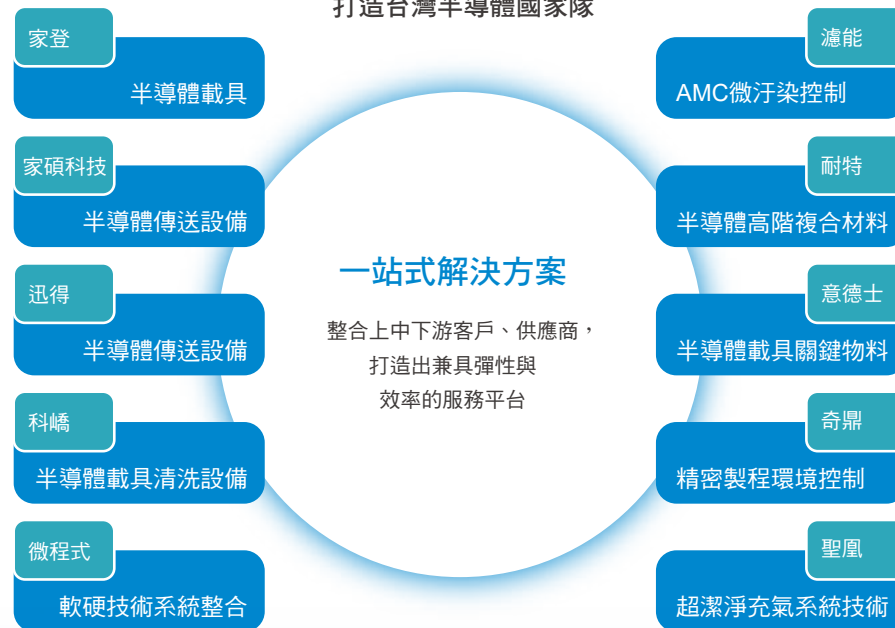 打造台灣半導體國家隊
家登
半導體載具
家碩科技
半導體傳送設備
迅得
半導體傳送設備
科嶠
半導體載具清洗設備
微程式
軟硬技術系統整合
一站式解決方案
整合上中下游客戶、供應商，
打造出兼具彈性與
效率的服務平台
濾能
AMC微汙染控制
耐特
半導體高階複合材料
意德士
半導體載具關鍵物料
奇鼎
精密製程環境控制
聖凰
超潔淨充氣系統技術